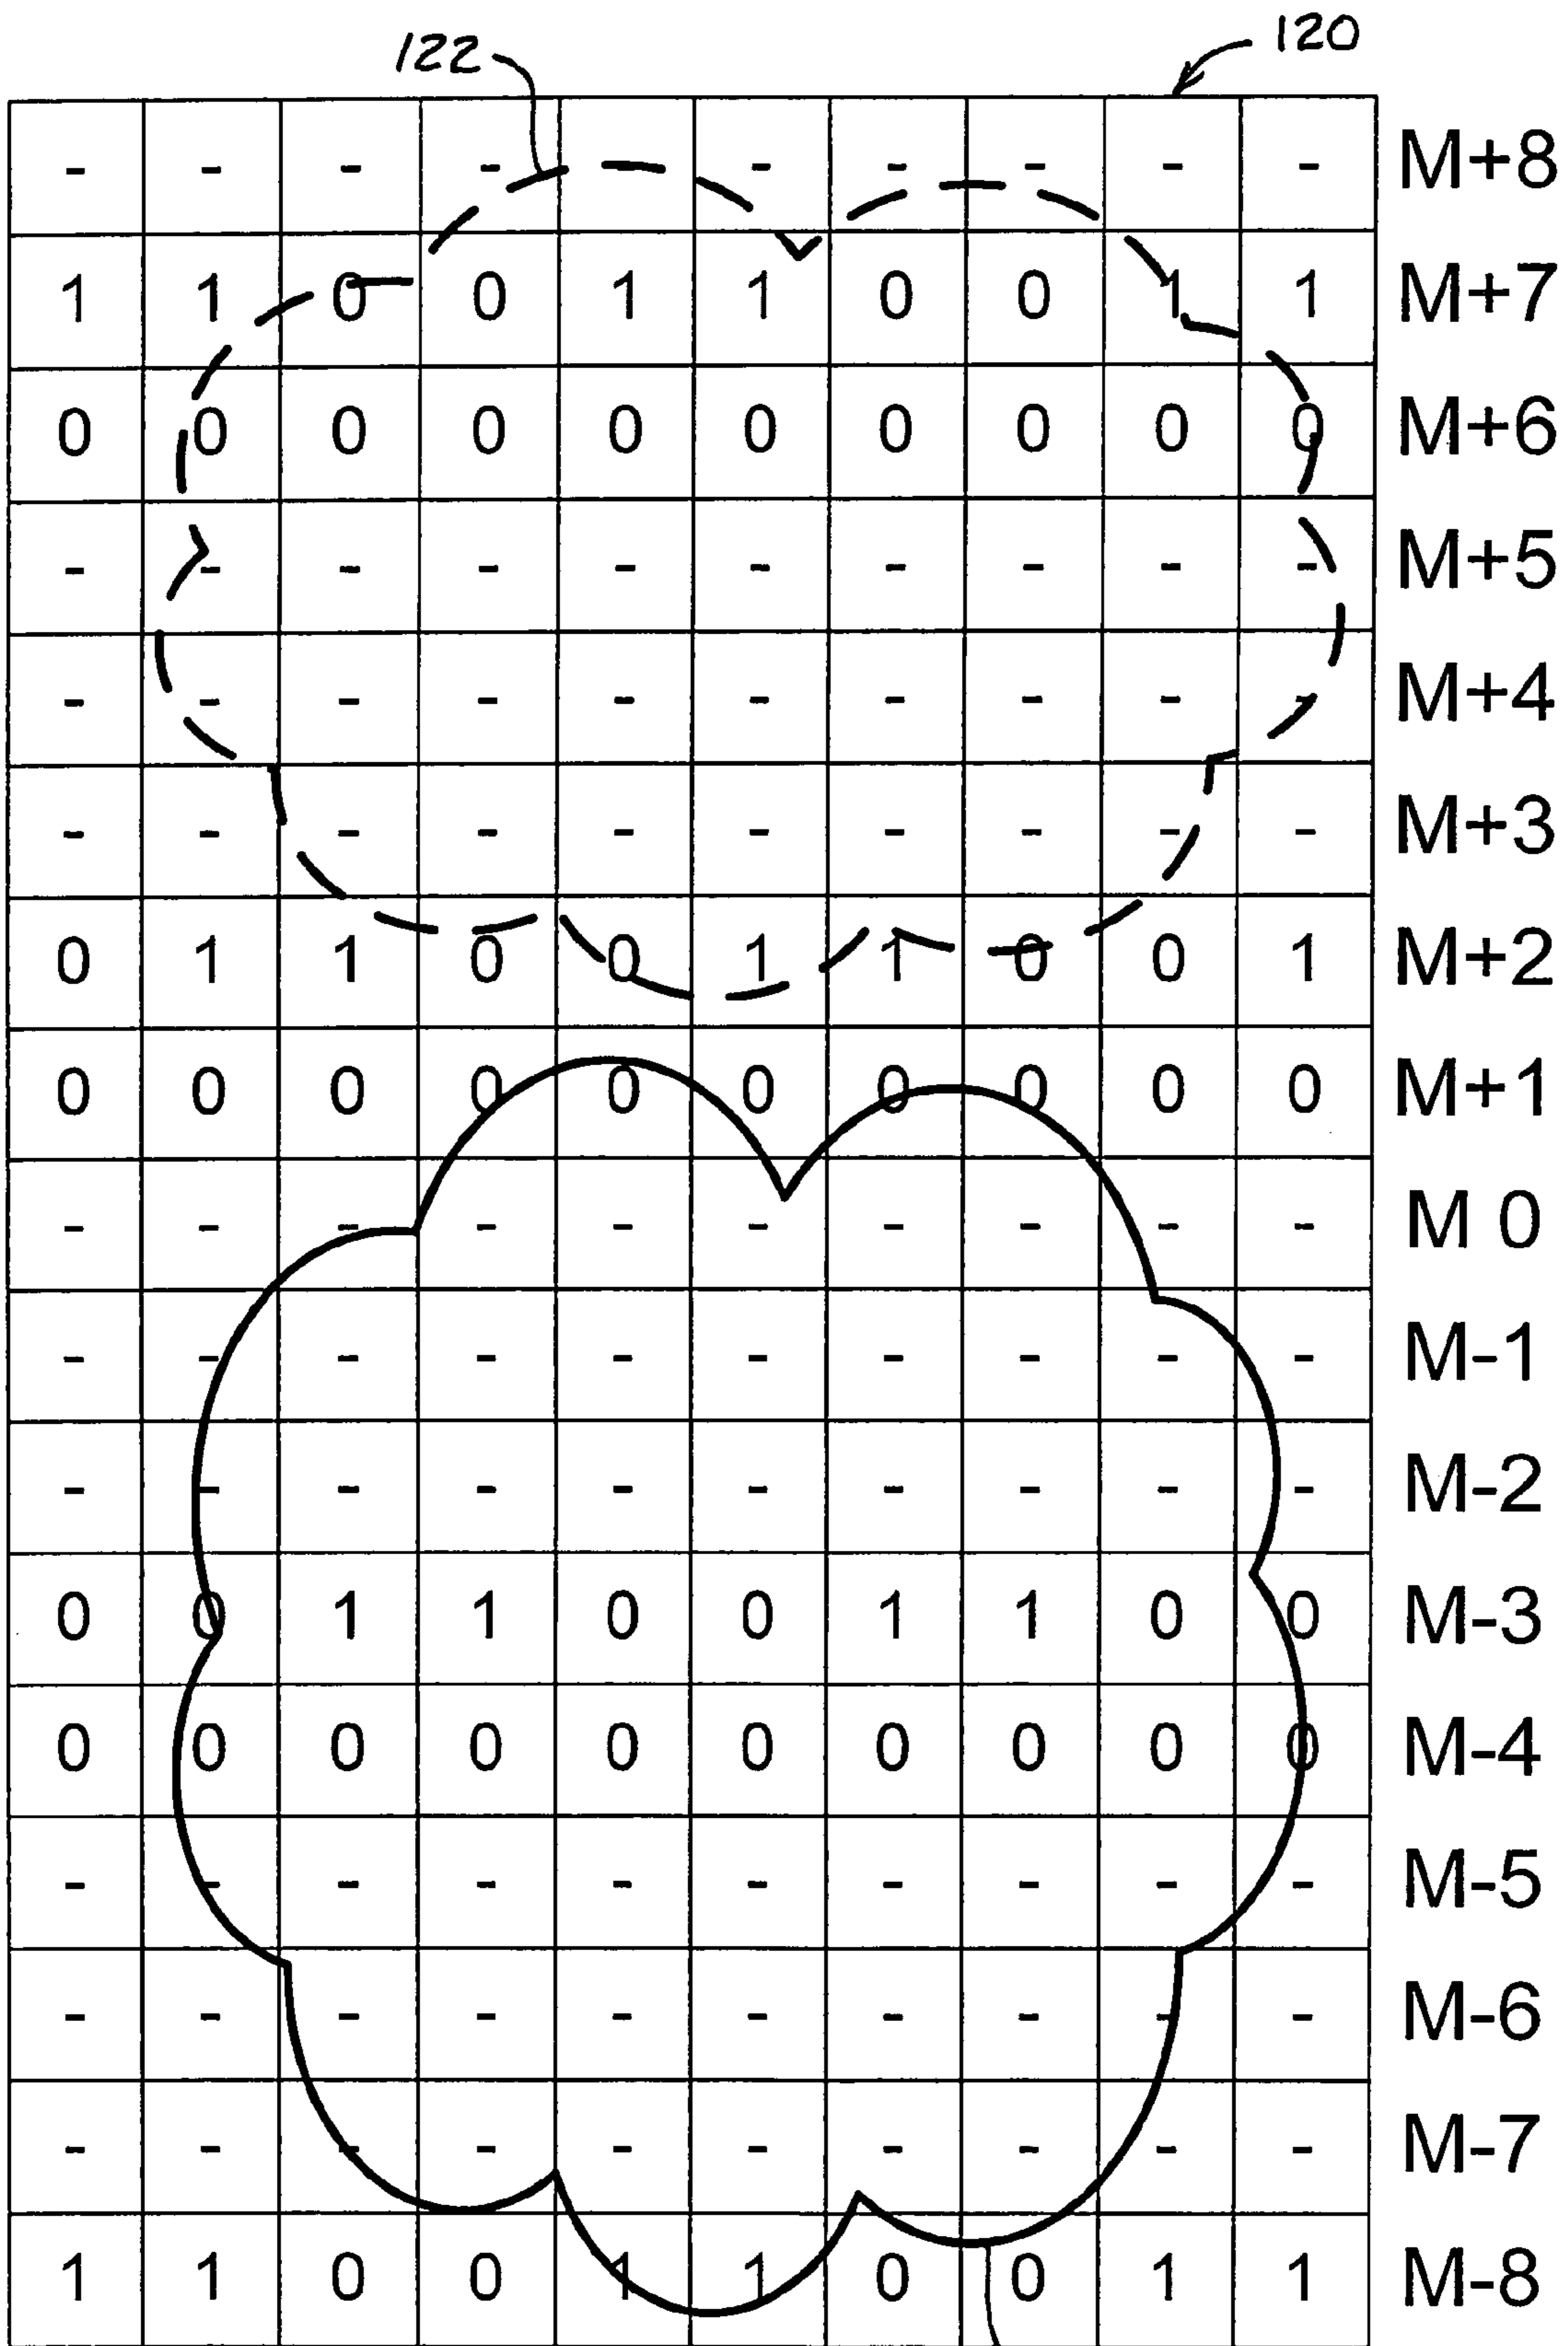 122 120
- - - - - - - - - M+8
1 1 0 0 1 1 0 0 1 1 M+7
0 0 0 0 0 0 0 0 0 0 M+6
- - - - - - - - - - M+5
- - - - - - - - - - M+4
- - - - - - - - - - M+3
0 1 1 0 0 1 1 0 0 1 M+2
0 0 0 0 0 0 0 0 0 0 M+1
- - - - - - - - - - M 0
- - - - - - - - - - M-1
- - - - - - - - - - M-2
0 0 1 1 0 0 1 1 0 0 M-3
0 0 0 0 0 0 0 0 0 0 M-4
- - - - - - - - - - M-5
- - - - - - - - - - M-6
- - - - - - - - - - M-7
1 1 0 0 1 1 0 0 1 1 M-8